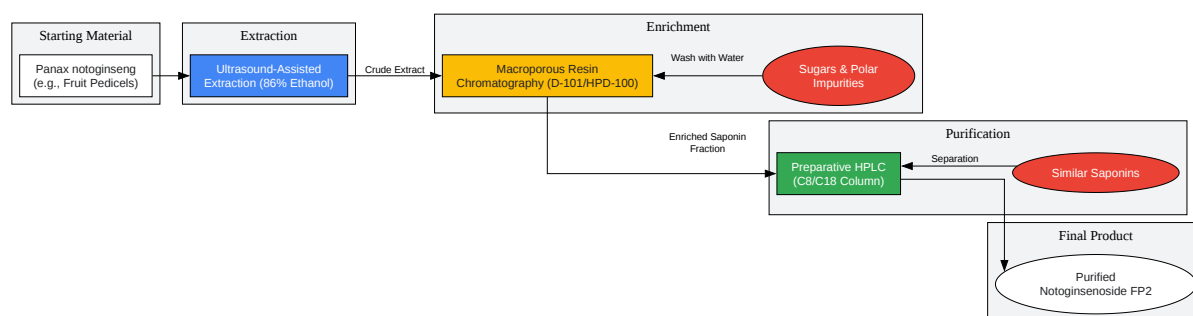 Starting Material
Panax notoginseng
(e.g., Fruit Pedicels)
Extraction
Ultrasound-Assisted
Extraction (86% Ethanol)
Crude Extract
Enrichment
Macroporous Resin
Chromatography (D-101/HPD-100)
Wash with Water
Sugars & Polar
Impurities
Enriched Saponin
Fraction
Purification
Preparative HPLC
(C8/C18 Column)
Separation
Similar Saponins
Final Product
Purified
Notoginsenoside FP2